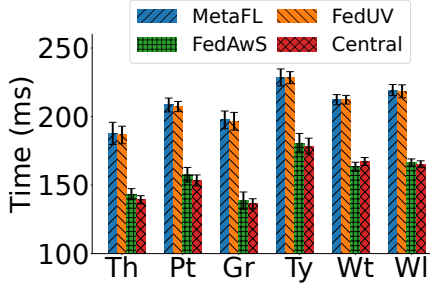 MetaFL FedUV
FedAwS Central
Time (ms)
250
200
150
100
Th Pt Gr Ty Wt Wl